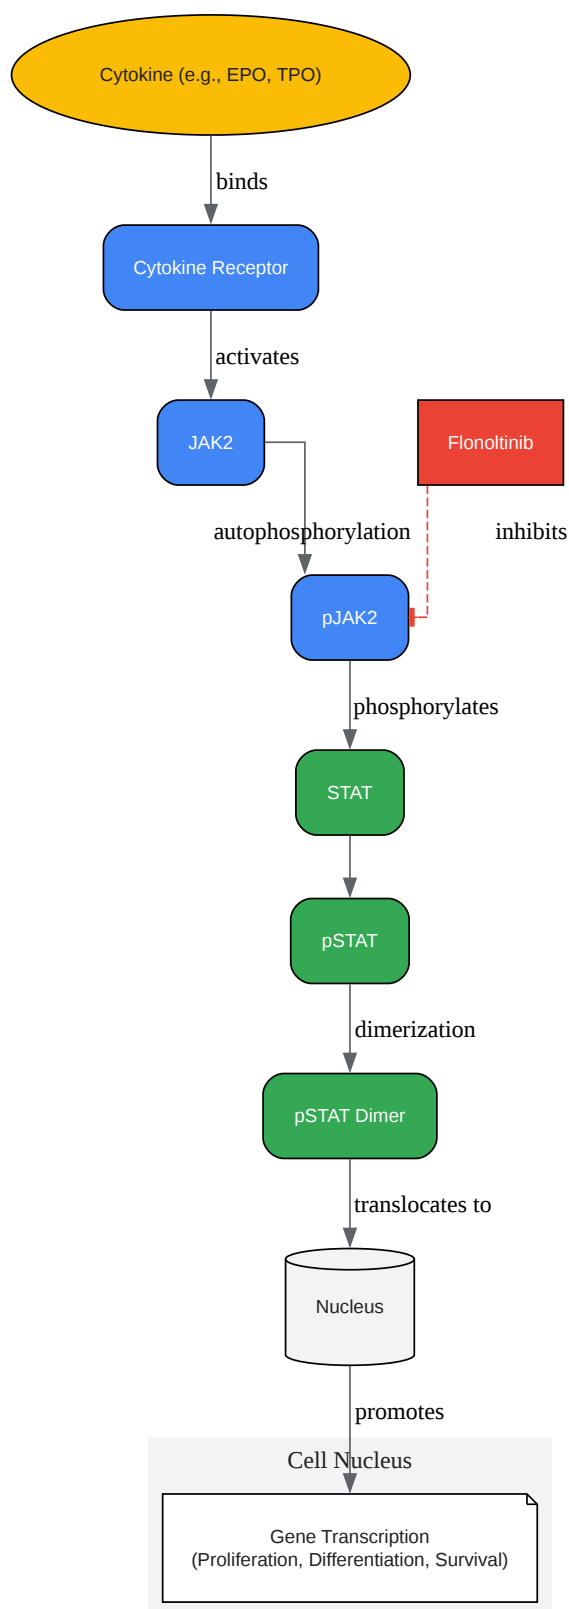 Cytokine (e.g., EPO, TPO)
binds
Cytokine Receptor
activates
JAK2
Flonoltinib
autophosphorylation
inhibits
pJAK2
phosphorylates
STAT
pSTAT
dimerization
pSTAT Dimer
translocates to
Nucleus
promotes
Cell Nucleus
Gene Transcription
(Proliferation, Differentiation, Survival)